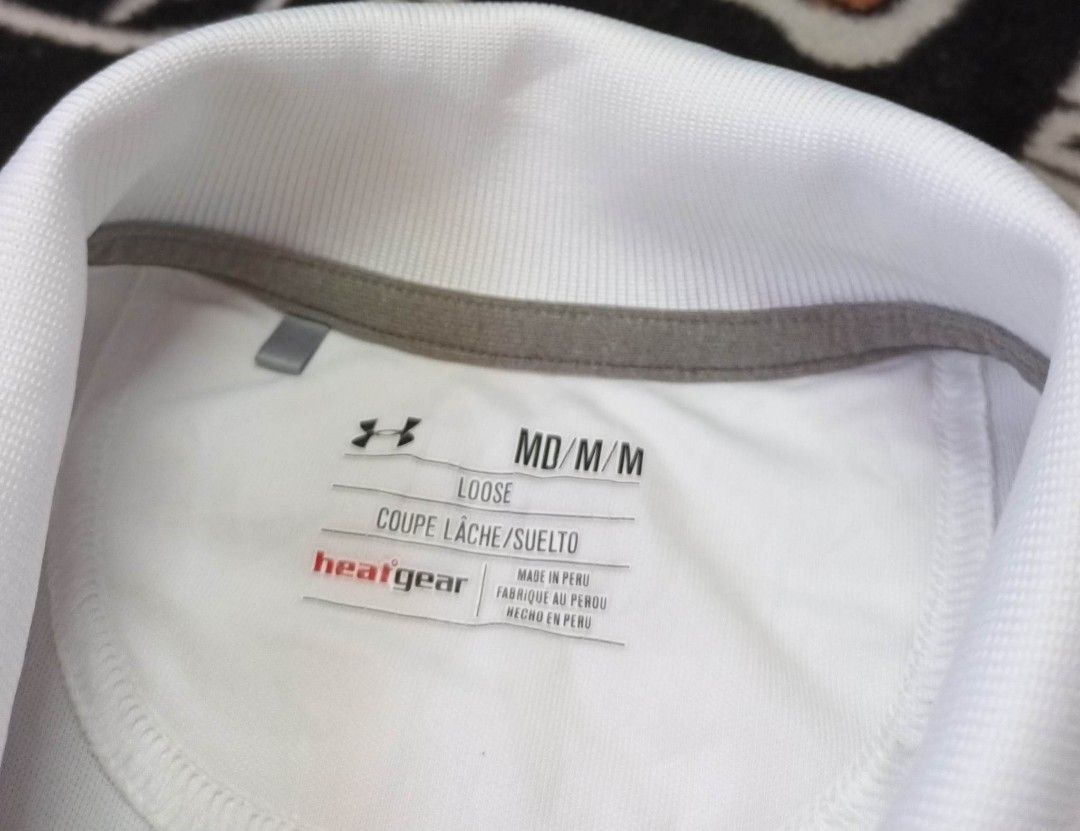 MD/M/M
LOOSE
COUPE LÂCHE/SUELTO
heatgear
MADE IN PERU
FABRIQUE AU PEROU
HECHO EN PERU